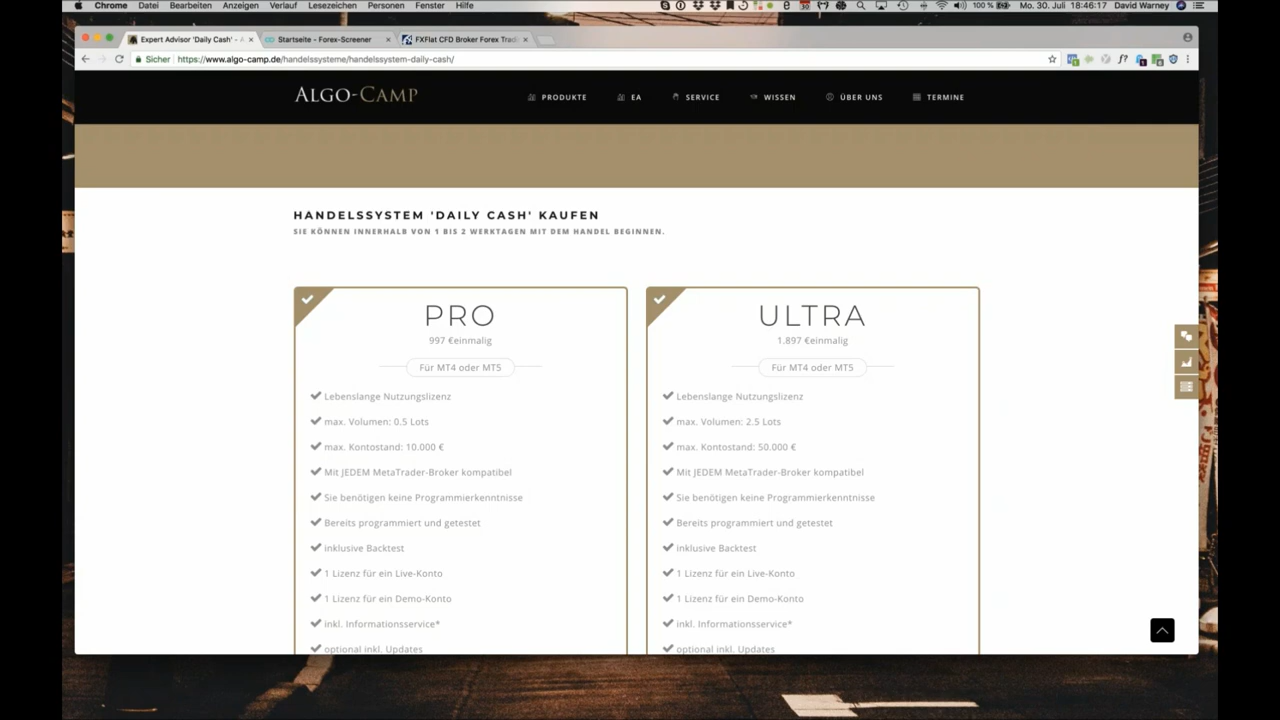 Chrome Datei Bearbeiten Anzeigen Verlauf Lesezeichen Personen Fenster Hilfe 100 % Mo. 30. Juli 18:46:17 David Warney
Expert Advisor 'Daily Cash' - A Startseite - Forex-Screener FXFlat CFD Broker Forex Trad
Sicher https://www.algo-camp.de/handelssysteme/handelssystem-daily-cash/
ALGO-CAMP PRODUKTE EA SERVICE WISSEN ÜBER UNS TERMINE
HANDELSSYSTEM 'DAILY CASH' KAUFEN
SIE KÖNNEN INNERHALB VON 1 BIS 2 WERKTAGEN MIT DEM HANDEL BEGINNEN.
PRO
997 €einmalig
Für MT4 oder MT5
Lebenslange Nutzungslizenz
max. Volumen: 0.5 Lots
max. Kontostand: 10.000 €
Mit JEDEM MetaTrader-Broker kompatibel
Sie benötigen keine Programmierkenntnisse
Bereits programmiert und getestet
inklusive Backtest
1 Lizenz für ein Live-Konto
1 Lizenz für ein Demo-Konto
inkl. Informationsservice*
optional inkl. Updates
ULTRA
1.897 €einmalig
Für MT4 oder MT5
Lebenslange Nutzungslizenz
max. Volumen: 2.5 Lots
max. Kontostand: 50.000 €
Mit JEDEM MetaTrader-Broker kompatibel
Sie benötigen keine Programmierkenntnisse
Bereits programmiert und getestet
inklusive Backtest
1 Lizenz für ein Live-Konto
1 Lizenz für ein Demo-Konto
inkl. Informationsservice*
optional inkl. Updates